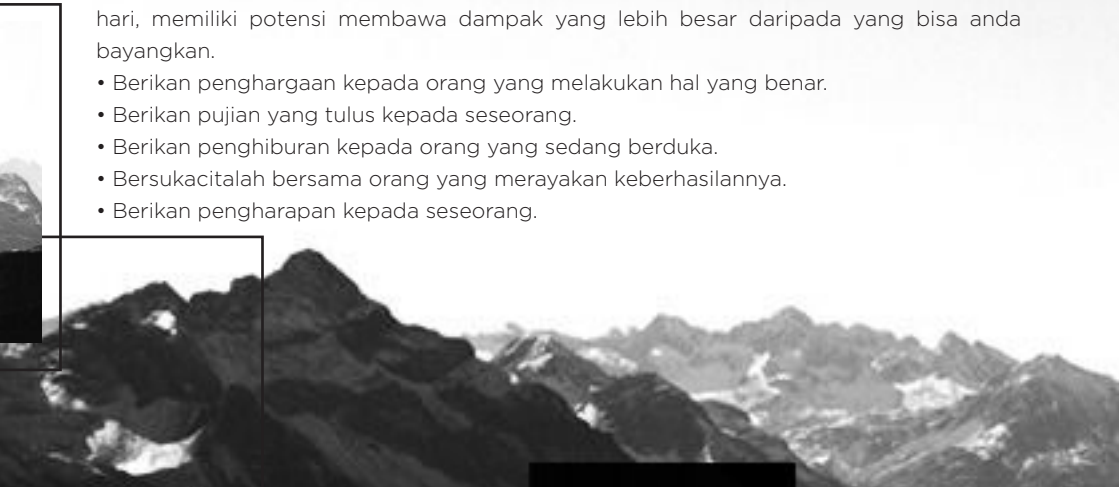 hari, memiliki potensi membawa dampak yang lebih besar daripada yang bisa anda
bayangkan.
• Berikan penghargaan kepada orang yang melakukan hal yang benar.
• Berikan pujian yang tulus kepada seseorang.
• Berikan penghiburan kepada orang yang sedang berduka.
• Bersukacitalah bersama orang yang merayakan keberhasilannya.
• Berikan pengharapan kepada seseorang.